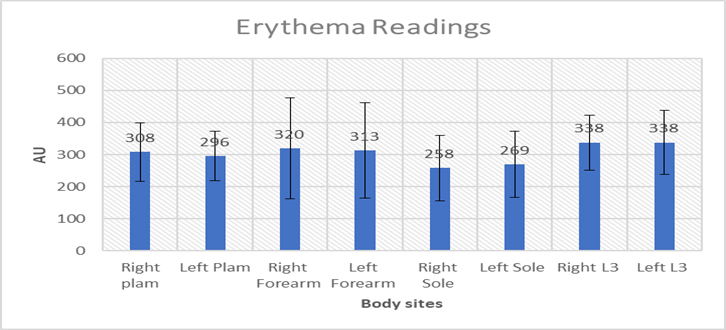 Erythema Readings
600
500
400
300
200
100
0
AU
308
296
320
313
258
269
338
338
Right plam
Left Plam
Right Forearm
Left Forearm
Right Sole
Left Sole
Right L3
Left L3
Body sites